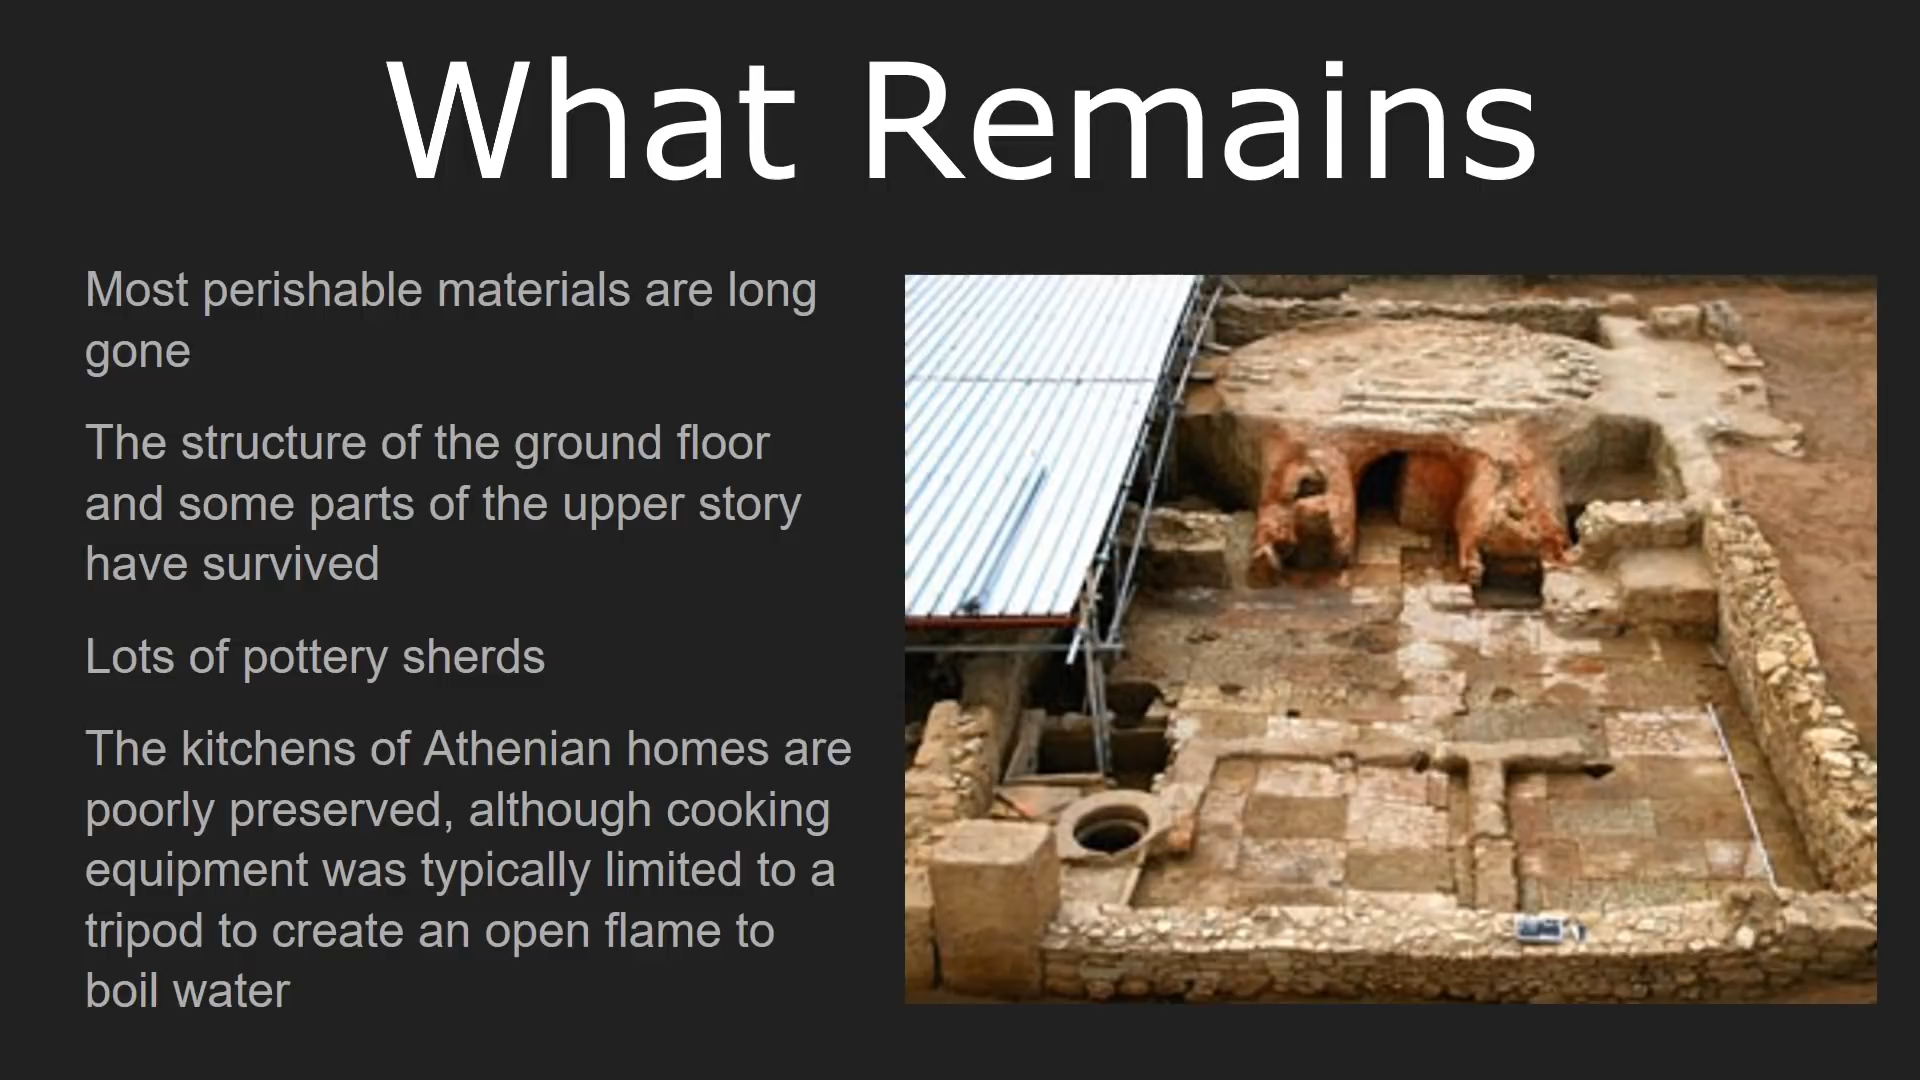 What Remains
Most perishable materials are long
gone
The structure of the ground floor
and some parts of the upper story
have survived
Lots of pottery sherds
The kitchens of Athenian homes are
poorly preserved, although cooking
equipment was typically limited to a
tripod to create an open flame to
boil water